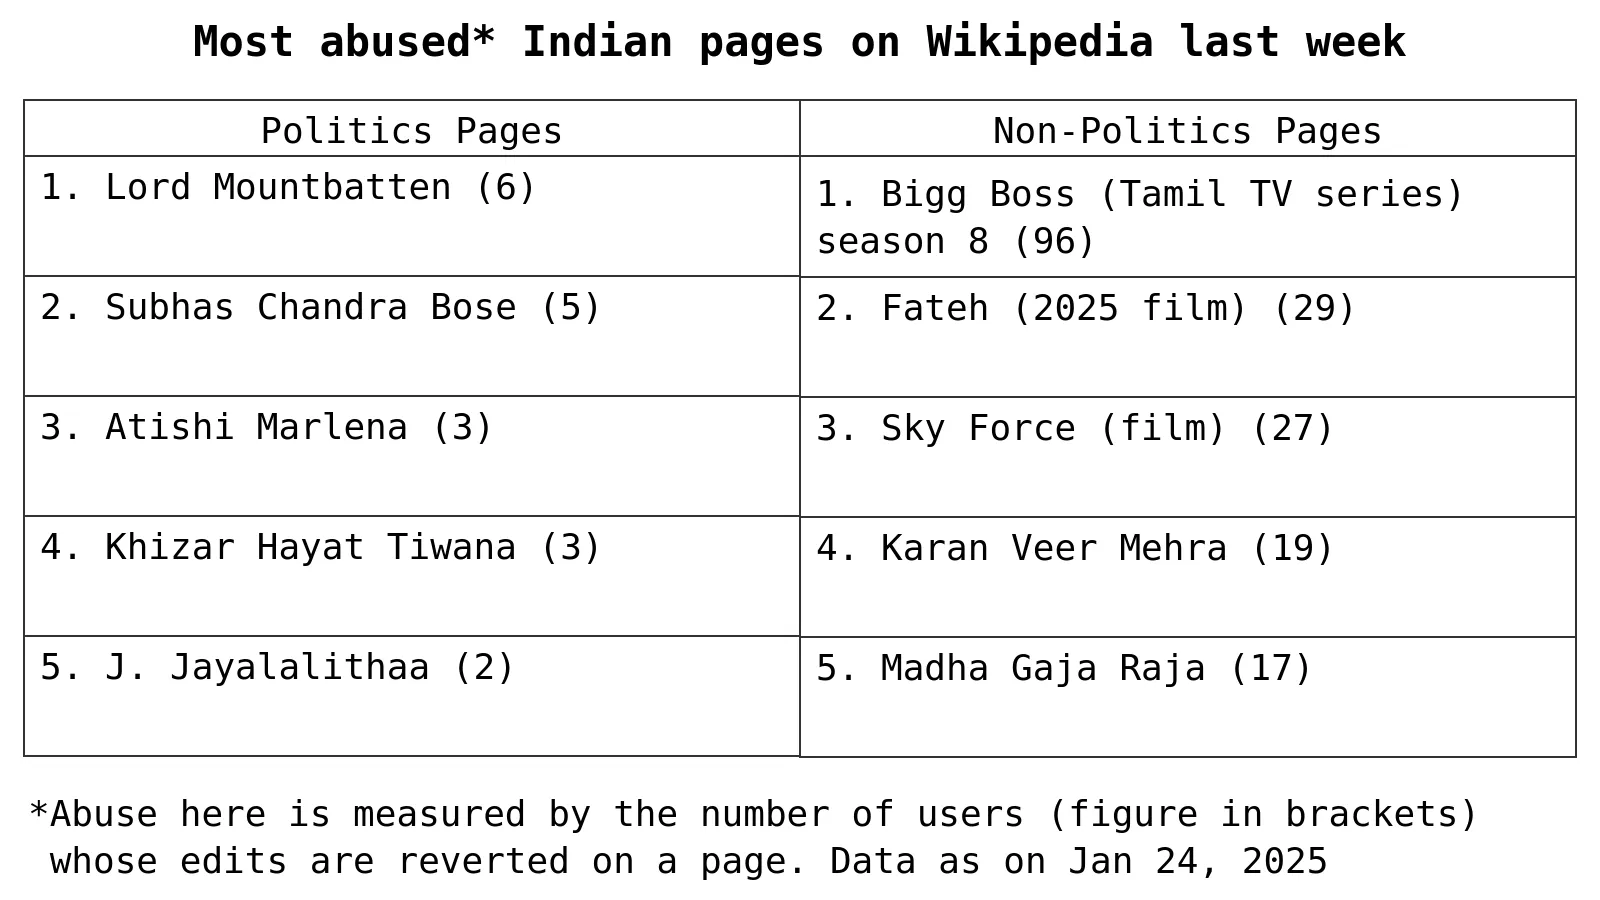 Most abused* Indian pages on Wikipedia last week
Politics Pages
Non-Politics Pages
1. Lord Mountbatten (6)
1. Bigg Boss (Tamil TV series)
season 8 (96)
2. Subhas Chandra Bose (5)
2. Fateh (2025 film) (29)
3. Atishi Marlena (3)
3. Sky Force (film) (27)
4. Khizar Hayat Tiwana (3)
4. Karan Veer Mehra (19)
5. J. Jayalalithaa (2)
5. Madha Gaja Raja (17)
*Abuse here is measured by the number of users (figure in brackets)
whose edits are reverted on a page. Data as on Jan 24, 2025